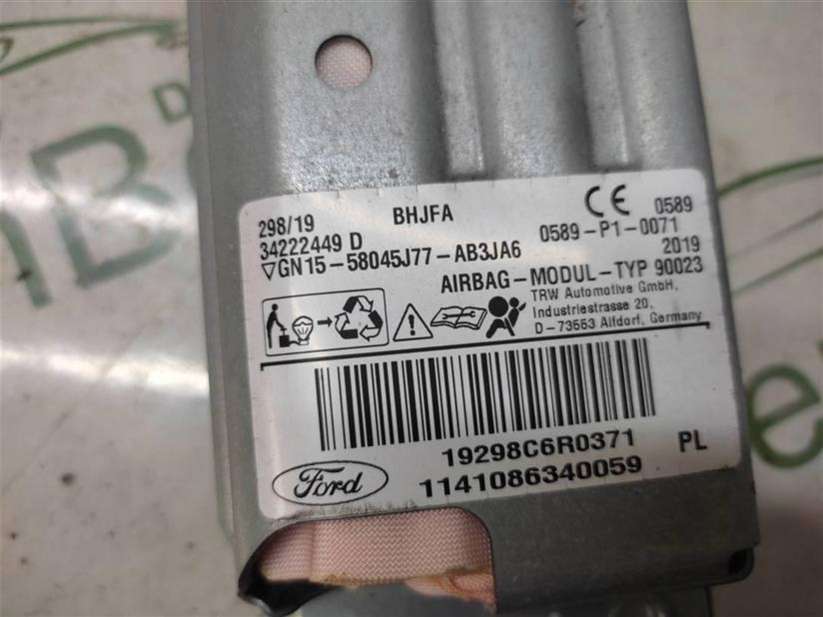 298/19 BHJFA CE 0589
34222449 D 0589-P1-0071
▽GN15-58045J77-AB3JA6 2019
AIRBAG-MODUL-TYP 90023
TRW Automotive GmbH.
Industriestrasse 20,
D-73553 Alfdorf, Germany
19298C6R0371 PL
1141086340059
Ford